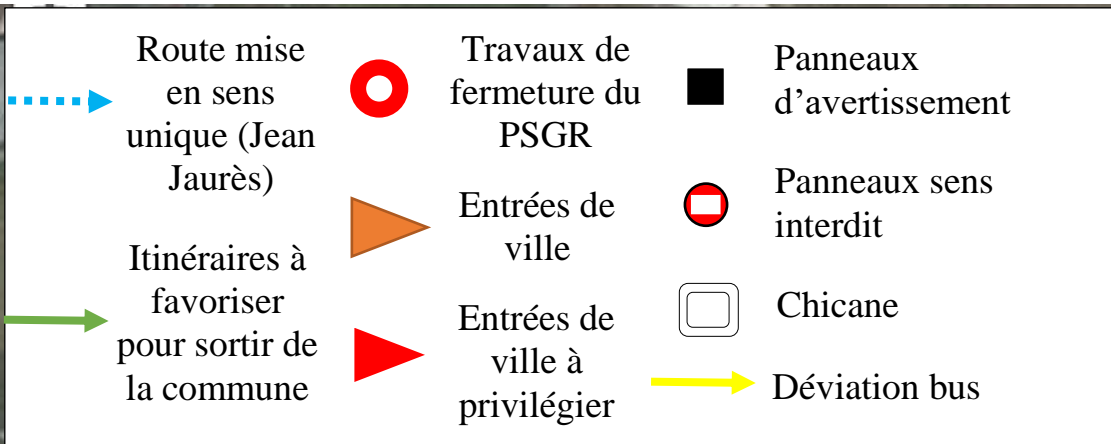 Route mise
en sens
unique (Jean
Jaurès)
Itinéraires à
favoriser
pour sortir de
la commune
Travaux de
fermeture du
PSGR
Entrées de
ville
Entrées de
ville à
privilégier
Panneaux
d’avertissement
Panneaux sens
interdit
Chicane
Déviation bus